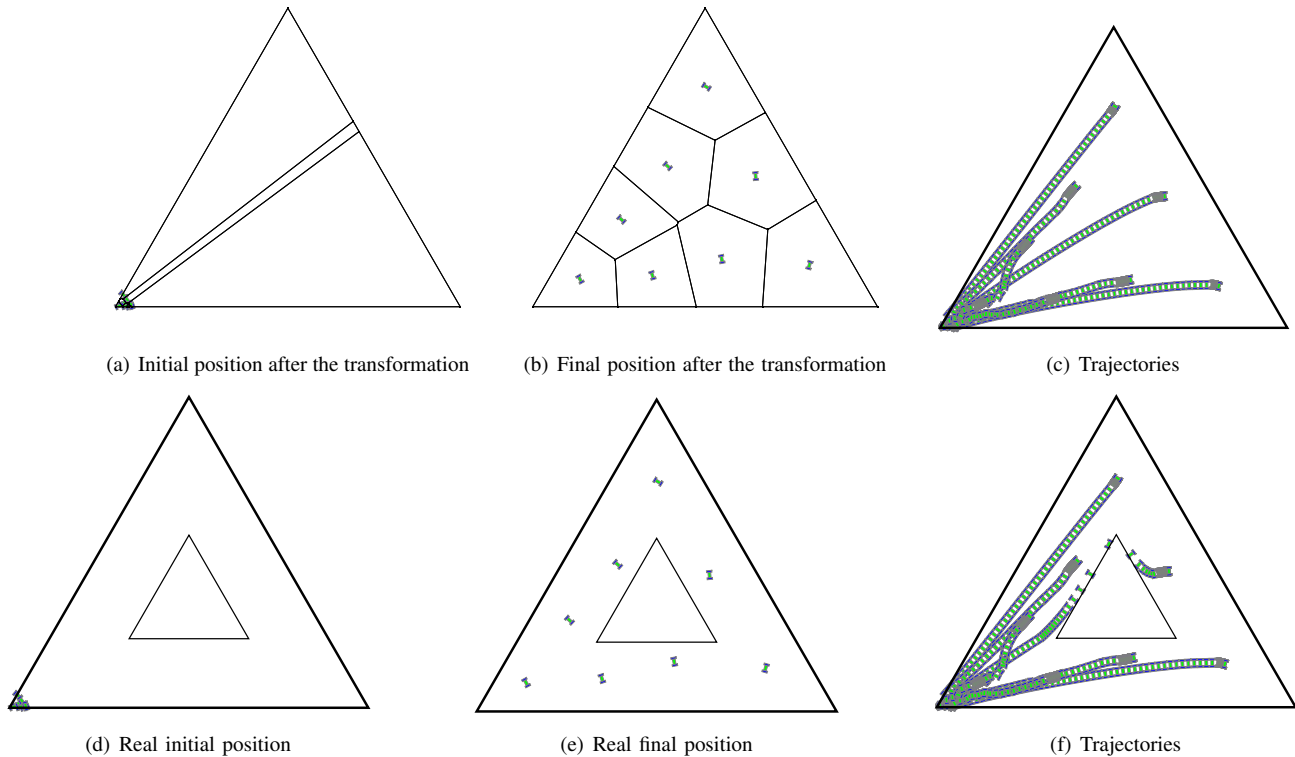 (a) Initial position after the transformation
(b) Final position after the transformation
(c) Trajectories
(d) Real initial position
(e) Real final position
(f) Trajectories